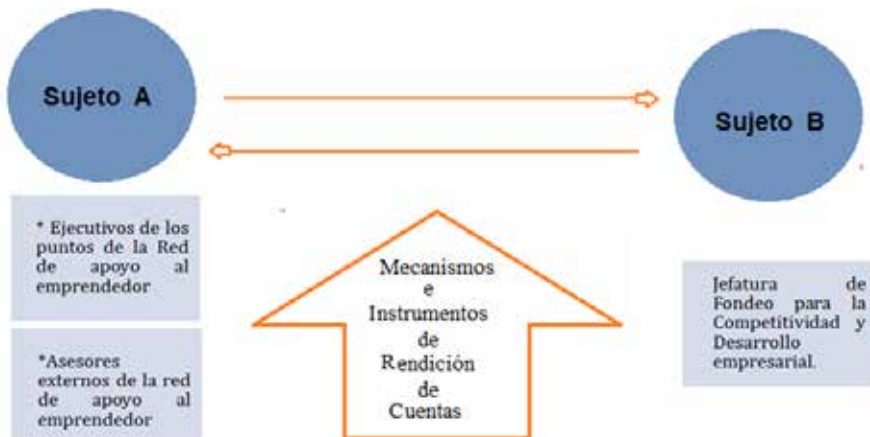 Sujeto A
Sujeto B
* Ejecutivos de los
puntos de la Red
de apoyo al
emprendedor
*Asesores
externos de la red
de apoyo al
emprendedor
Mecanismos
e
Instrumentos
de
Rendición
de
Cuentas
Jefatura de
Fondeo para la
Competitividad y
Desarrollo
empresarial.